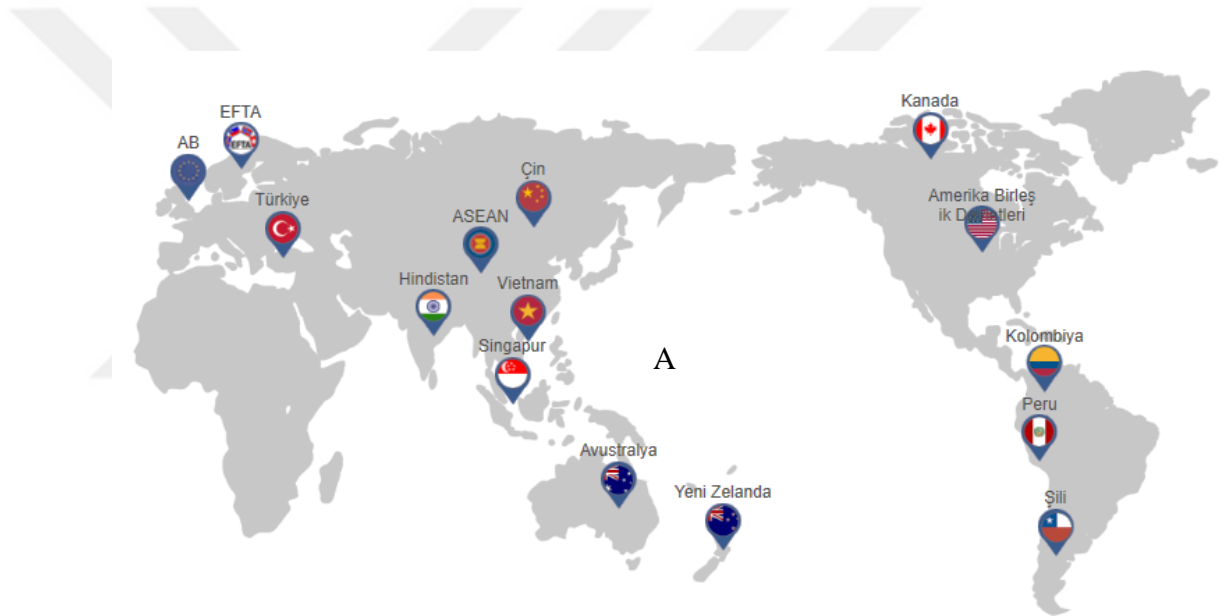 EFTA
Kanada
AB
Çin
Türkiye
Amerika Birleş
ik Devletleri
ASEAN
Hindistan
Vietnam
Singapur
A
Kolombiya
Peru
Avustralya
Yeni Zelanda
Şili
EFTA